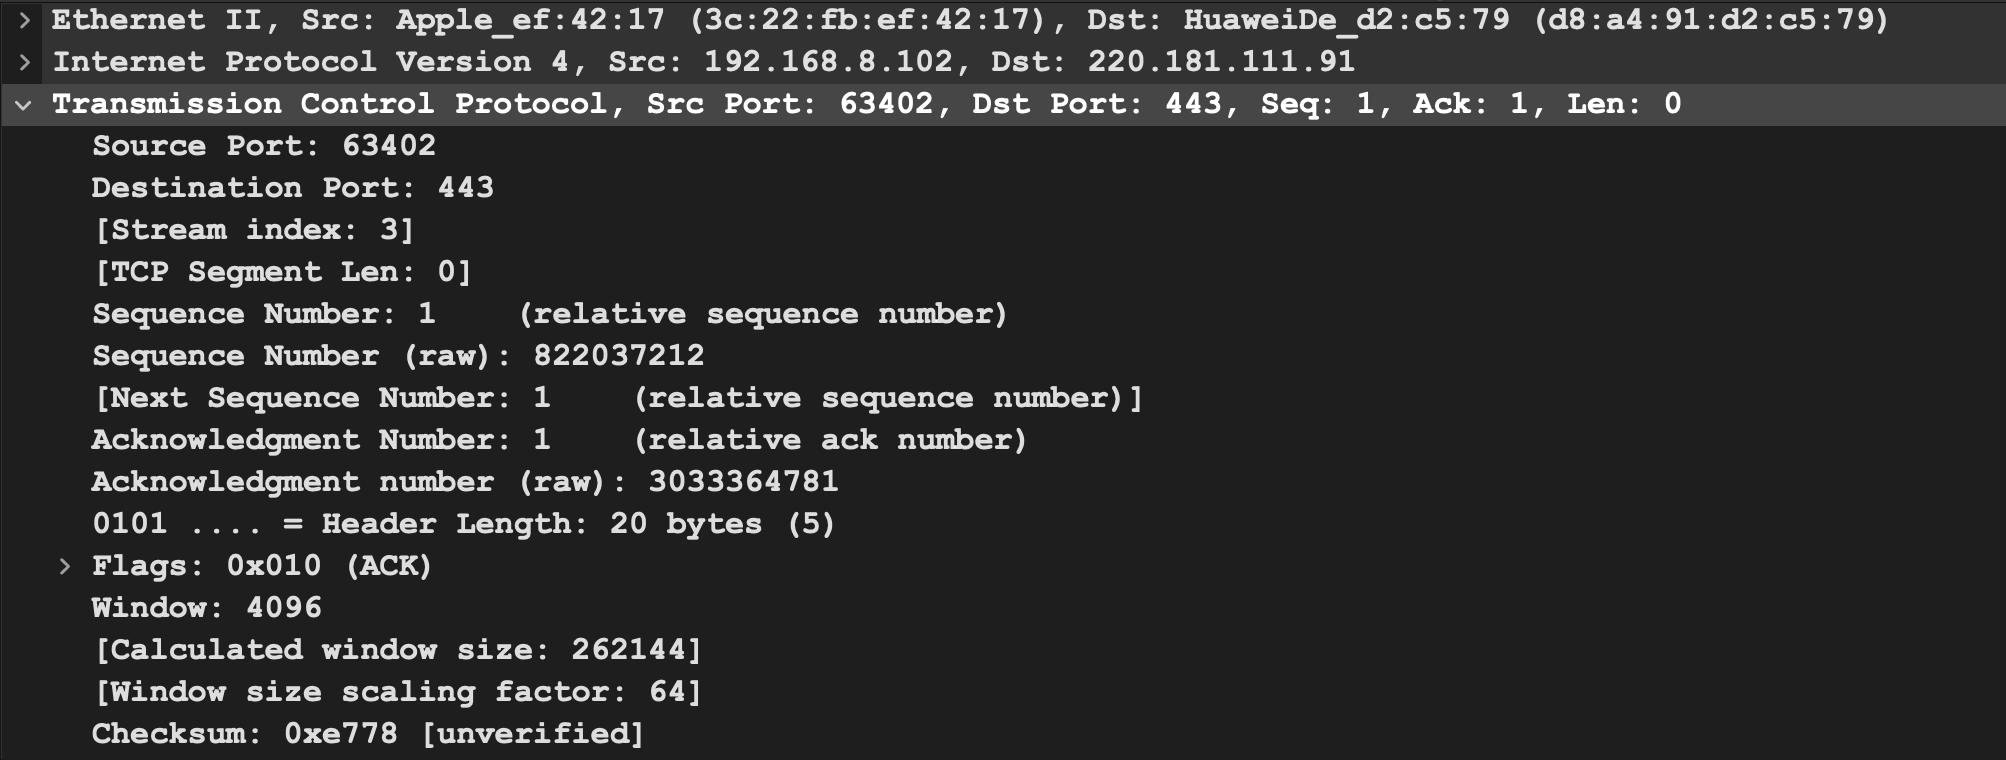 Ethernet II, Src: Apple_ef:42:17 (3c:22:fb:ef:42:17), Dst: HuaweiDe_d2:c5:79 (d8:a4:91:d2:c5:79)
Internet Protocol Version 4, Src: 192.168.8.102, Dst: 220.181.111.91
Transmission Control Protocol, Src Port: 63402, Dst Port: 443, Seq: 1, Ack: 1, Len: 0
Source Port: 63402
Destination Port: 443
[Stream index: 3]
[TCP Segment Len: 0]
Sequence Number: 1    (relative sequence number)
Sequence Number (raw): 822037212
[Next Sequence Number: 1    (relative sequence number)]
Acknowledgment Number: 1    (relative ack number)
Acknowledgment number (raw): 3033364781
0101 .... = Header Length: 20 bytes (5)
Flags: 0x010 (ACK)
Window: 4096
[Calculated window size: 262144]
[Window size scaling factor: 64]
Checksum: 0xe778 [unverified]